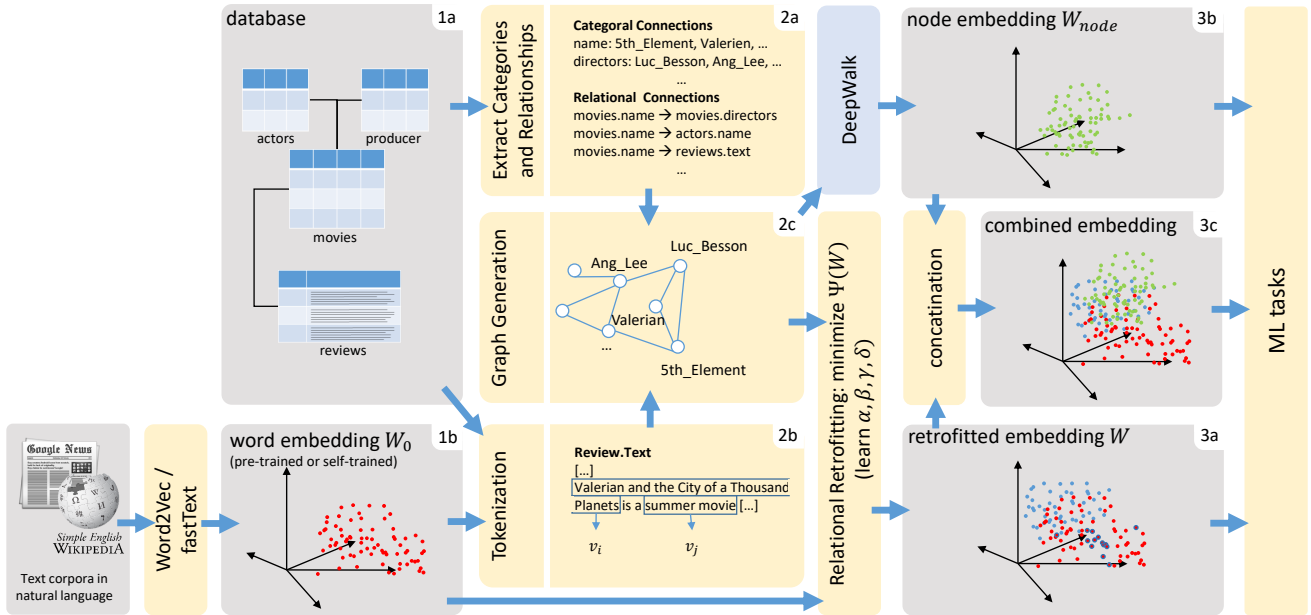 database
1a
actors
producer
movies
reviews
Extract Categories
and Relationships
2a
Categoral Connections
name: 5th_Element, Valerien, …
directors: Luc_Besson, Ang_Lee, …
…
Relational Connections
movies.name → movies.directors
movies.name → actors.name
movies.name → reviews.text
…
DeepWalk
node embedding W_node
3b
Graph Generation
2c
Luc_Besson
Ang_Lee
Valerian
…
5th_Element
Relational Retrofitting: minimize Ψ(W)
(learn α, β, γ, δ)
concatination
combined embedding
3c
ML tasks
Google News
Simple English
WIKIPEDIA
Text corpora in
natural language
Word2Vec /
fastText
word embedding W₀
(pre-trained or self-trained)
1b
Tokenization
2b
Review.Text
[…]
Valerian and the City of a Thousand
Planets is a summer movie […]
vᵢ
vⱼ
retrofitted embedding W
3a